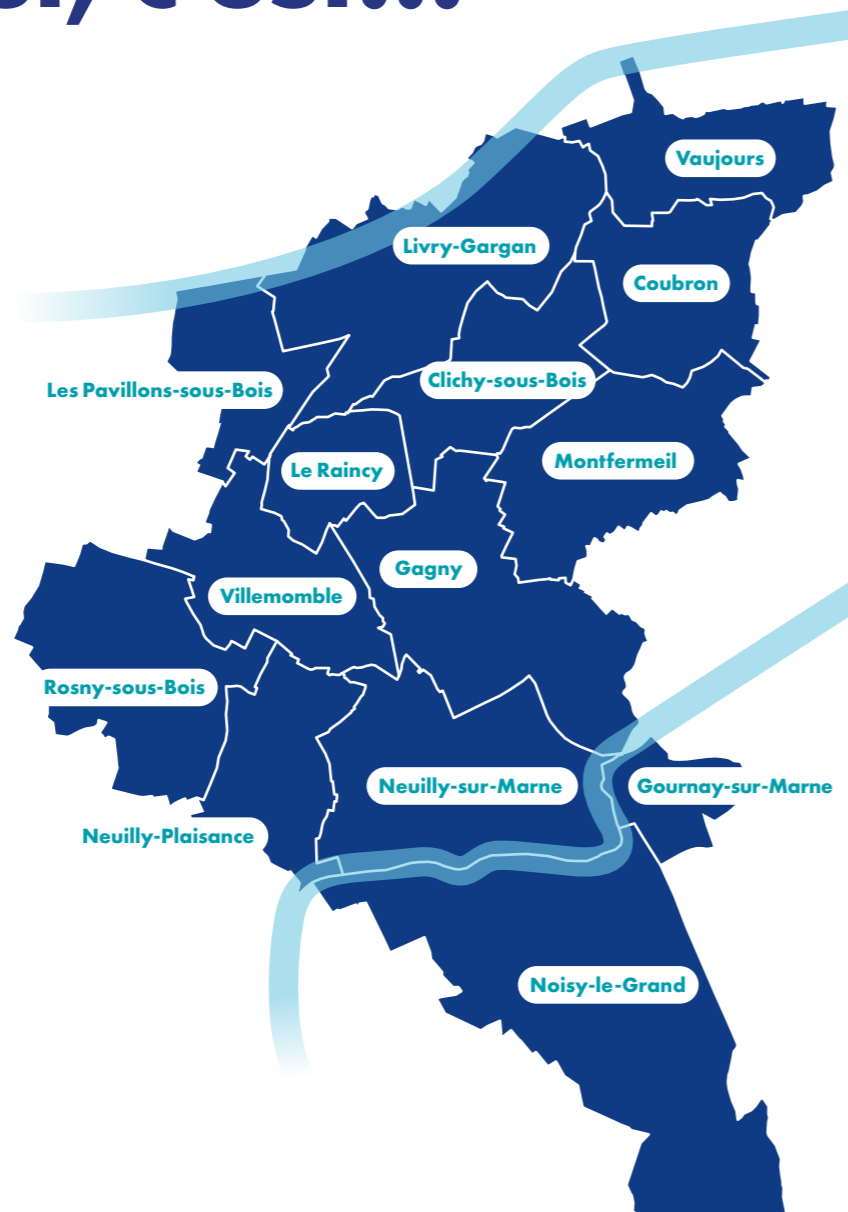 c'est...
Vaujours
Livry-Gargan
Coubron
Clichy-sous-Bois
Les Pavillons-sous-Bois
Montfermeil
Le Raincy
Gagny
Villemomble
Rosny-sous-Bois
Neuilly-sur-Marne
Gournay-sur-Marne
Neuilly-Plaisance
Noisy-le-Grand